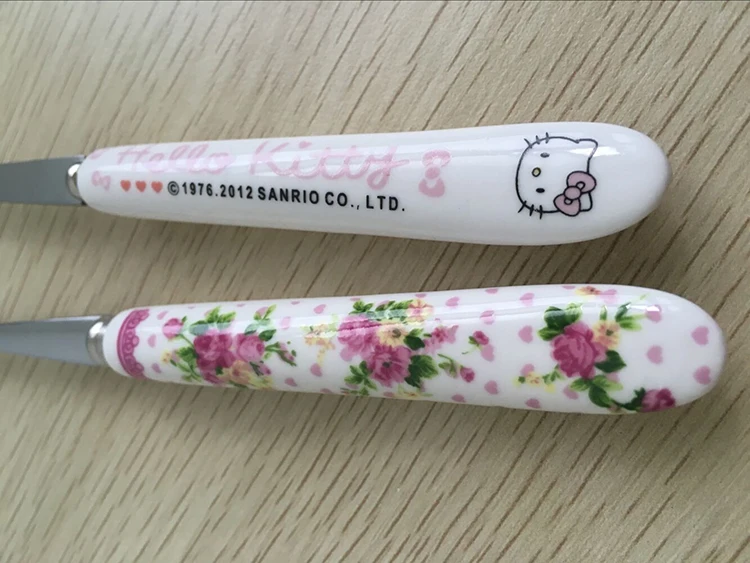 Hello Kitty
©1976.2012 SANRIO CO., LTD.